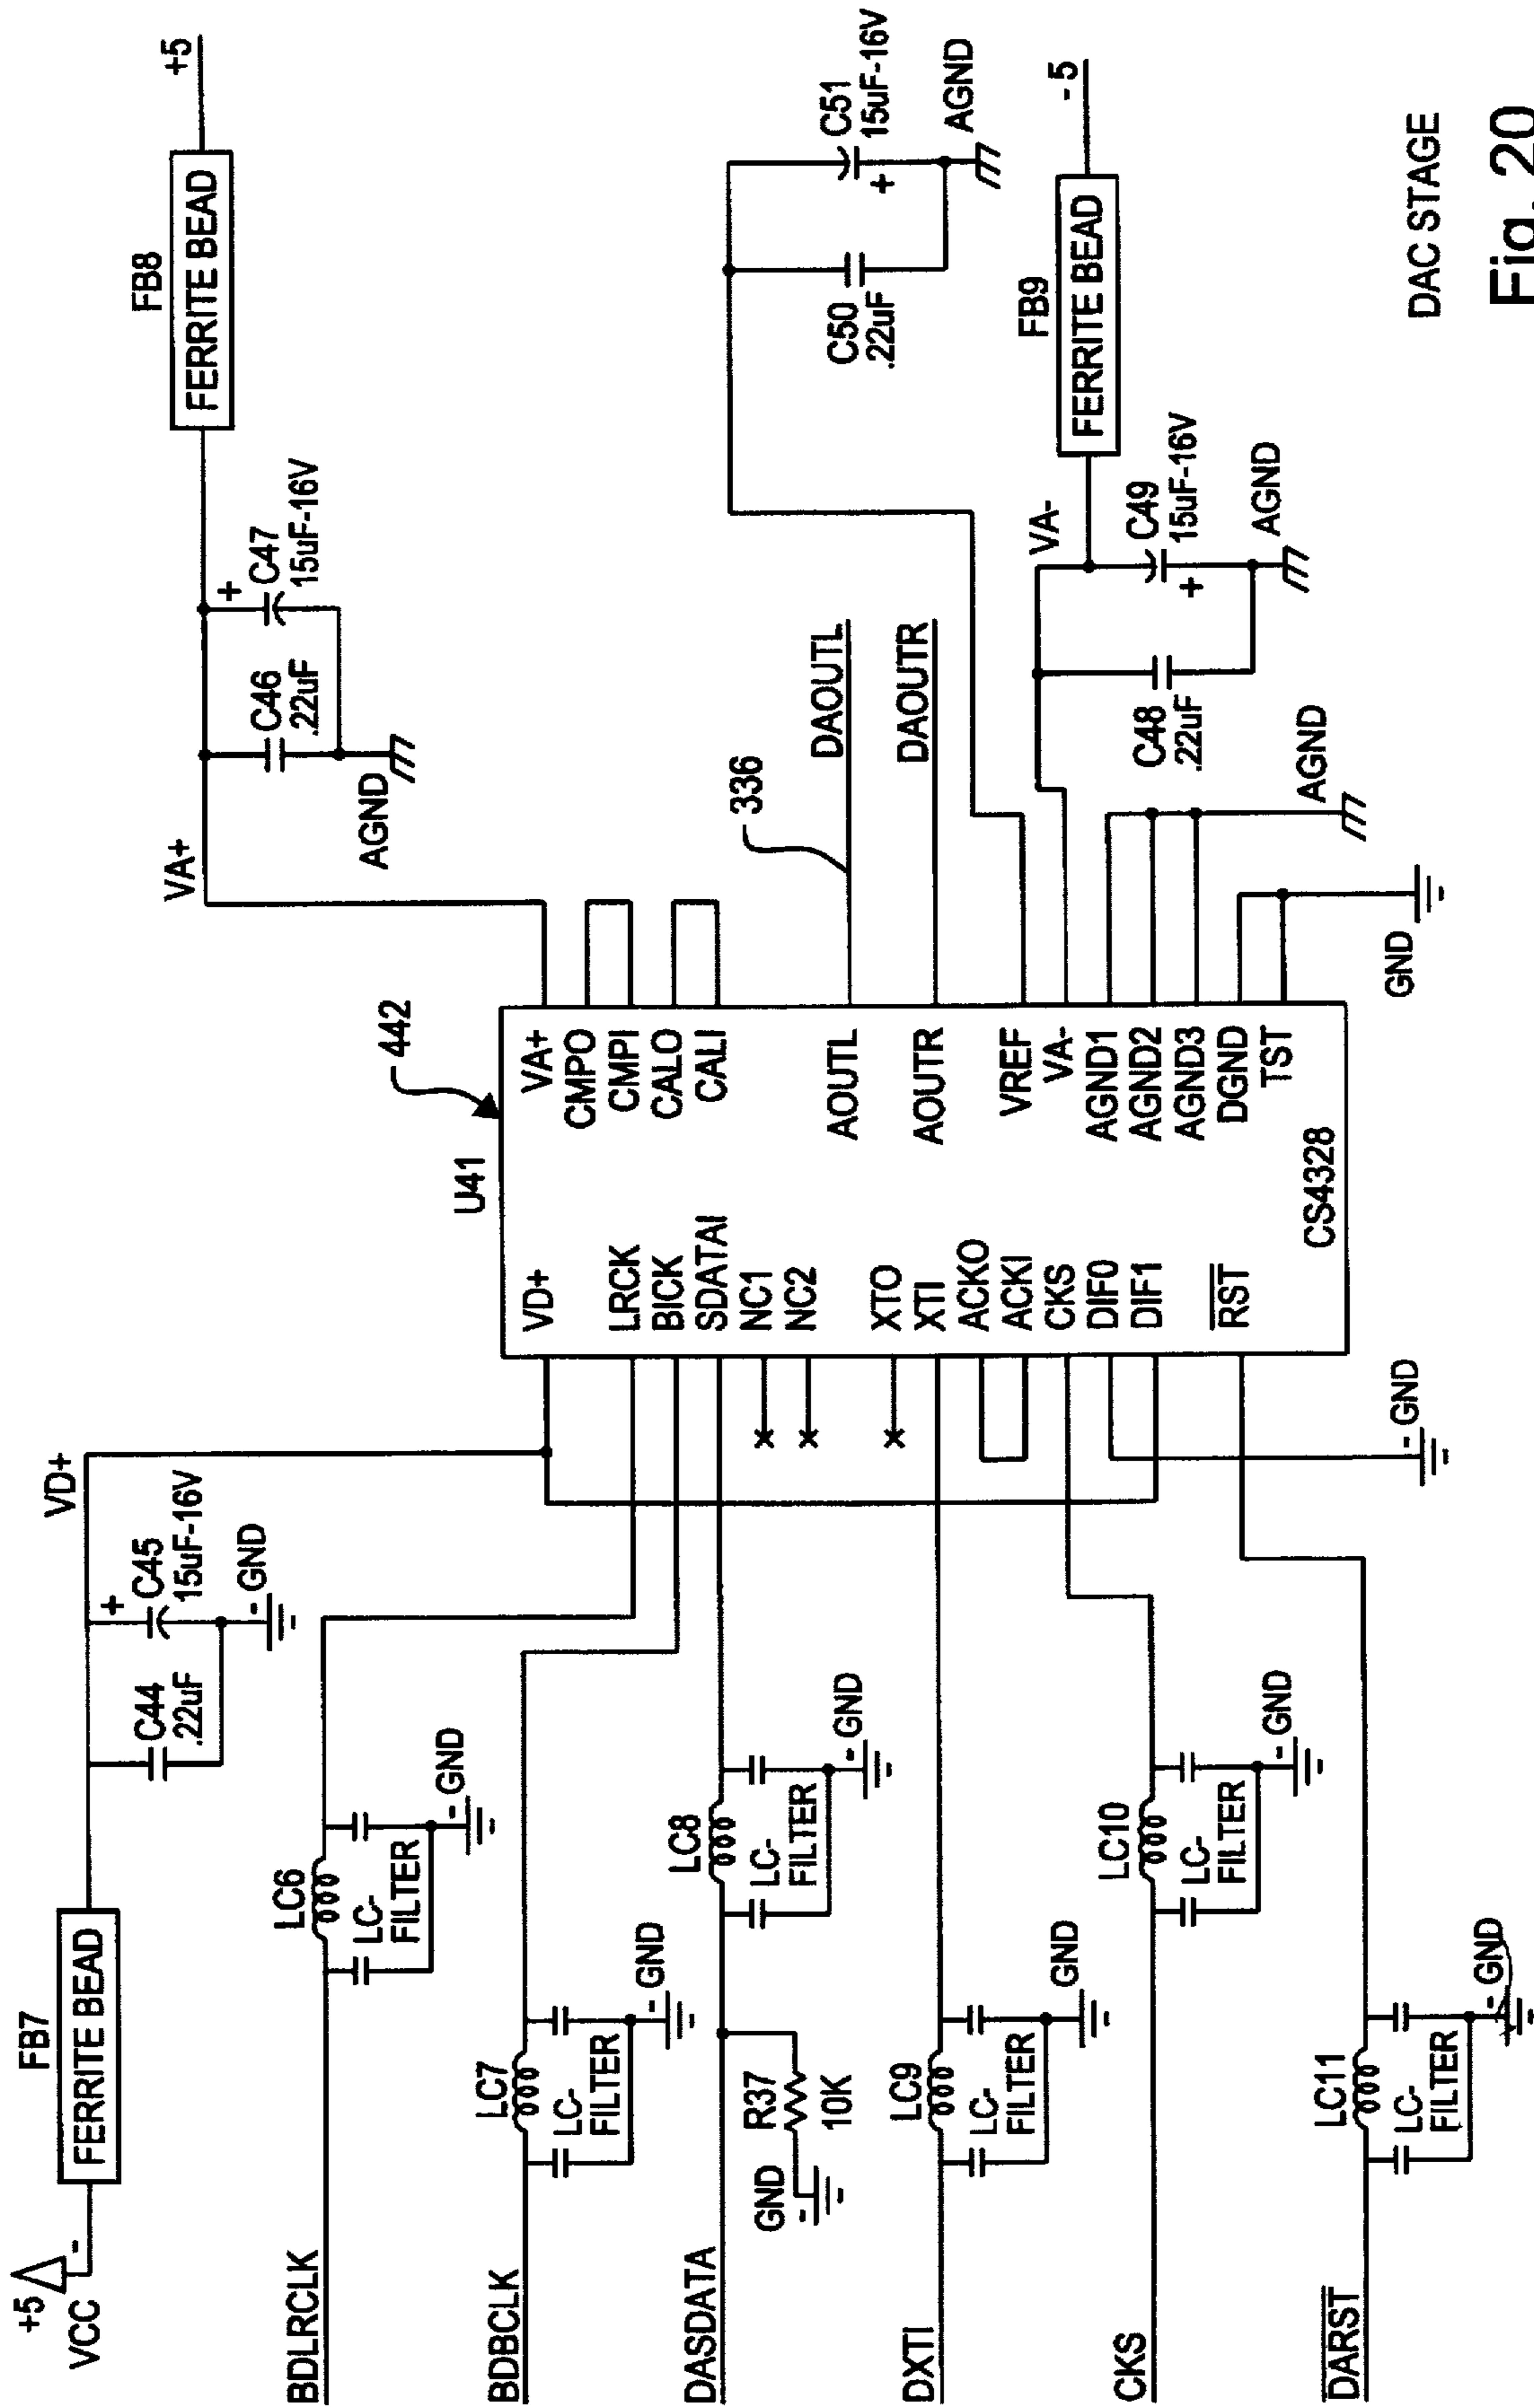 +5
VCC
FB7
FERRITE BEAD
C44
.22uF
+
C45
15uF-16V
GND
VD+
VA+
C46
.22uF
+
C47
15uF-16V
AGND
FB8
FERRITE BEAD
+5
BDLRCLK
LC6
LC-
FILTER
GND
BDBCLK
LC7
LC-
FILTER
GND
DASDATA
R37
10K
GND
LC8
LC-
FILTER
GND
DXTI
LC9
LC-
FILTER
GND
CKS
LC10
LC-
FILTER
GND
DARST
LC11
LC-
FILTER
GND
GND
U41
442
VD+
LRCK
BICK
SDATAI
NC1
NC2
XTO
XTI
ACKO
ACKI
CKS
DIF0
DIF1
RST
VA+
CMPO
CMPI
CALO
CALI
AOUTL
AOUTR
VREF
VA-
AGND1
AGND2
AGND3
DGND
TST
CS4328
336
DAOUTL
DAOUTR
C50
.22uF
C51
15uF-16V
+
AGND
VA-
FB9
FERRITE BEAD
- 5
C48
.22uF
C49
15uF-16V
+
AGND
AGND
GND
DAC STAGE
Fig. 20